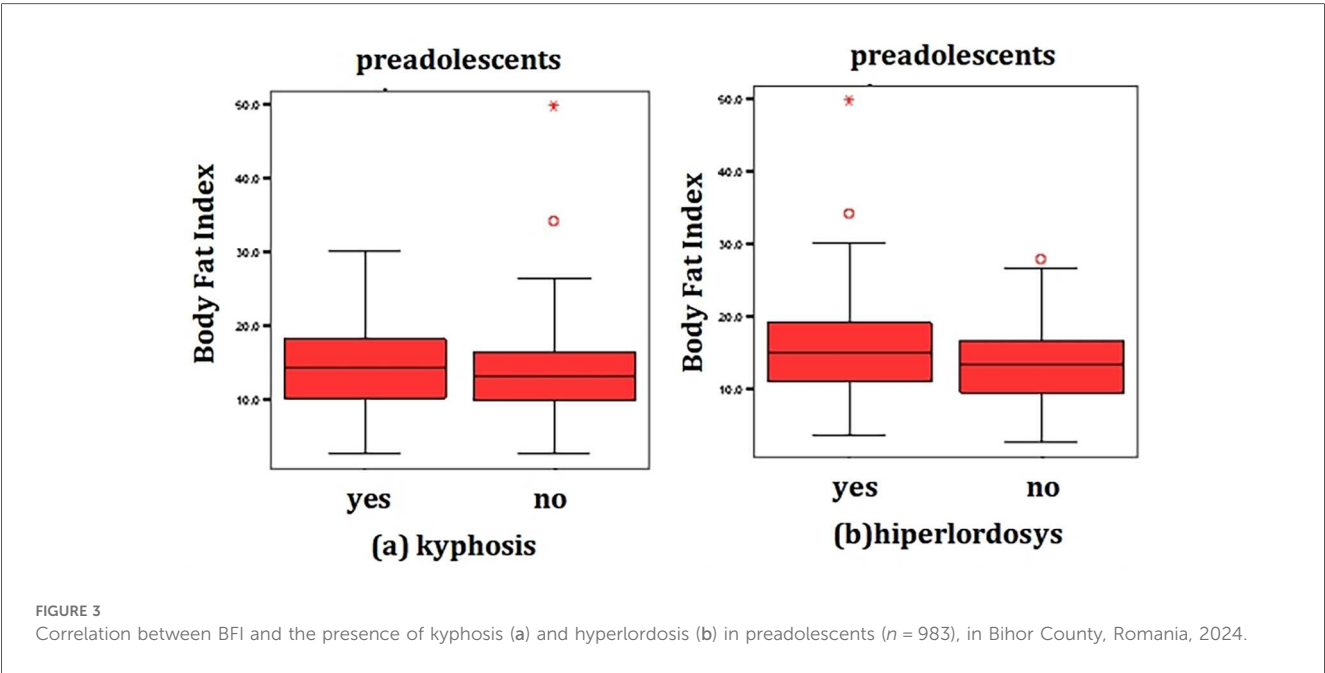 preadolescents
Body Fat Index
50.0
40.0
30.0
20.0
10.0
yes no
(a) kyphosis
preadolescents
Body Fat Index
50.0
40.0
30.0
20.0
10.0
yes no
(b)hiperlordosys
FIGURE 3
Correlation between BFI and the presence of kyphosis (a) and hyperlordosis (b) in preadolescents (n = 983), in Bihor County, Romania, 2024.